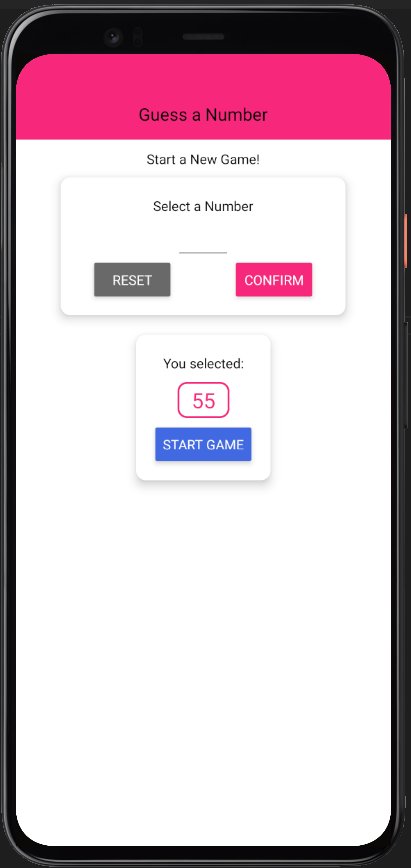 Guess a Number
Start a New Game!
Select a Number
RESET CONFIRM
You selected:
55
START GAME